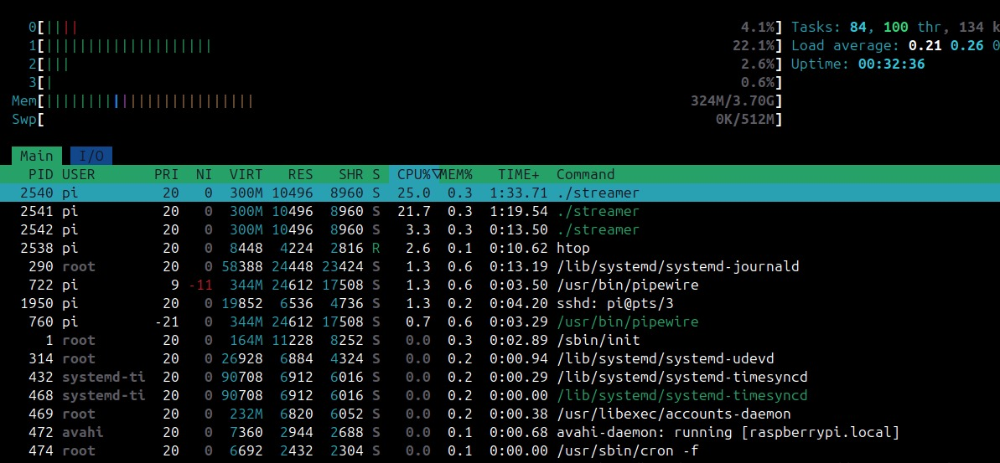 0[|||| 4.1%] Tasks: 84, 100 thr, 134 k
1[|||||||||||||||||||| 22.1%] Load average: 0.21 0.26 0
2[||| 2.6%] Uptime: 00:32:36
3[| 0.6%]
Mem[||||||||||||||||||||||||| 324M/3.70G]
Swp[ 0K/512M]
Main I/O
PID USER PRI NI VIRT RES SHR S CPU%▽MEM% TIME+ Command
2540 pi 20 0 300M 10496 8960 S 25.0 0.3 1:33.71 ./streamer
2541 pi 20 0 300M 10496 8960 S 21.7 0.3 1:19.54 ./streamer
2542 pi 20 0 300M 10496 8960 S 3.3 0.3 0:13.50 ./streamer
2538 pi 20 0 8448 4224 2816 R 2.6 0.1 0:10.62 htop
290 root 20 0 58388 24448 23424 S 1.3 0.6 0:13.19 /lib/systemd/systemd-journald
722 pi 9 -11 344M 24612 17508 S 1.3 0.6 0:03.50 /usr/bin/pipewire
1950 pi 20 0 19852 6536 4736 S 1.3 0.2 0:04.20 sshd: pi@pts/3
760 pi -21 0 344M 24612 17508 S 0.7 0.6 0:03.29 /usr/bin/pipewire
1 root 20 0 164M 11228 8252 S 0.0 0.3 0:02.89 /sbin/init
314 root 20 0 26928 6884 4324 S 0.0 0.2 0:00.94 /lib/systemd/systemd-udevd
432 systemd-ti 20 0 90708 6912 6016 S 0.0 0.2 0:00.29 /lib/systemd/systemd-timesyncd
468 systemd-ti 20 0 90708 6912 6016 S 0.0 0.2 0:00.00 /lib/systemd/systemd-timesyncd
469 root 20 0 232M 6820 6052 S 0.0 0.2 0:00.38 /usr/libexec/accounts-daemon
472 avahi 20 0 7360 2944 2688 S 0.0 0.1 0:00.68 avahi-daemon: running [raspberrypi.local]
474 root 20 0 6692 2432 2304 S 0.0 0.1 0:00.00 /usr/sbin/cron -f